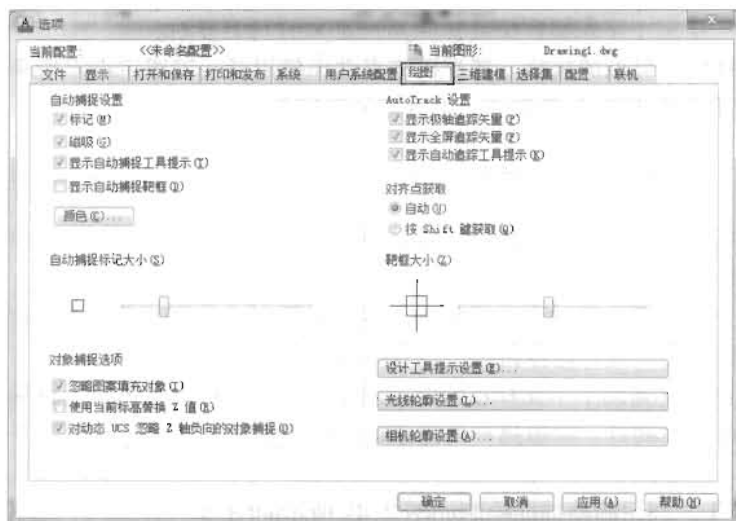 选项
当前配置: <<未命名配置>> 当前图形: Drawing1.dwg
文件 显示 打开和保存 打印和发布 系统 用户系统配置 绘图 三维建模 选择集 配置 联机
自动捕捉设置
标记(M)
磁吸(G)
显示自动捕捉工具提示(T)
显示自动捕捉靶框(D)
颜色(C)...
自动捕捉标记大小(S)
对象捕捉选项
忽略图案填充对象(I)
使用当前标高替换 Z 值(R)
对动态 UCS 忽略 Z 轴负向的对象捕捉(O)
AutoTrack 设置
显示极轴追踪矢量(P)
显示全屏追踪矢量(F)
显示自动追踪工具提示(K)
对齐点获取
自动(U)
按 Shift 键获取(Q)
靶框大小(Z)
设计工具提示设置(E)...
光线轮廓设置(L)...
相机轮廓设置(A)...
确定 取消 应用(A) 帮助(H)